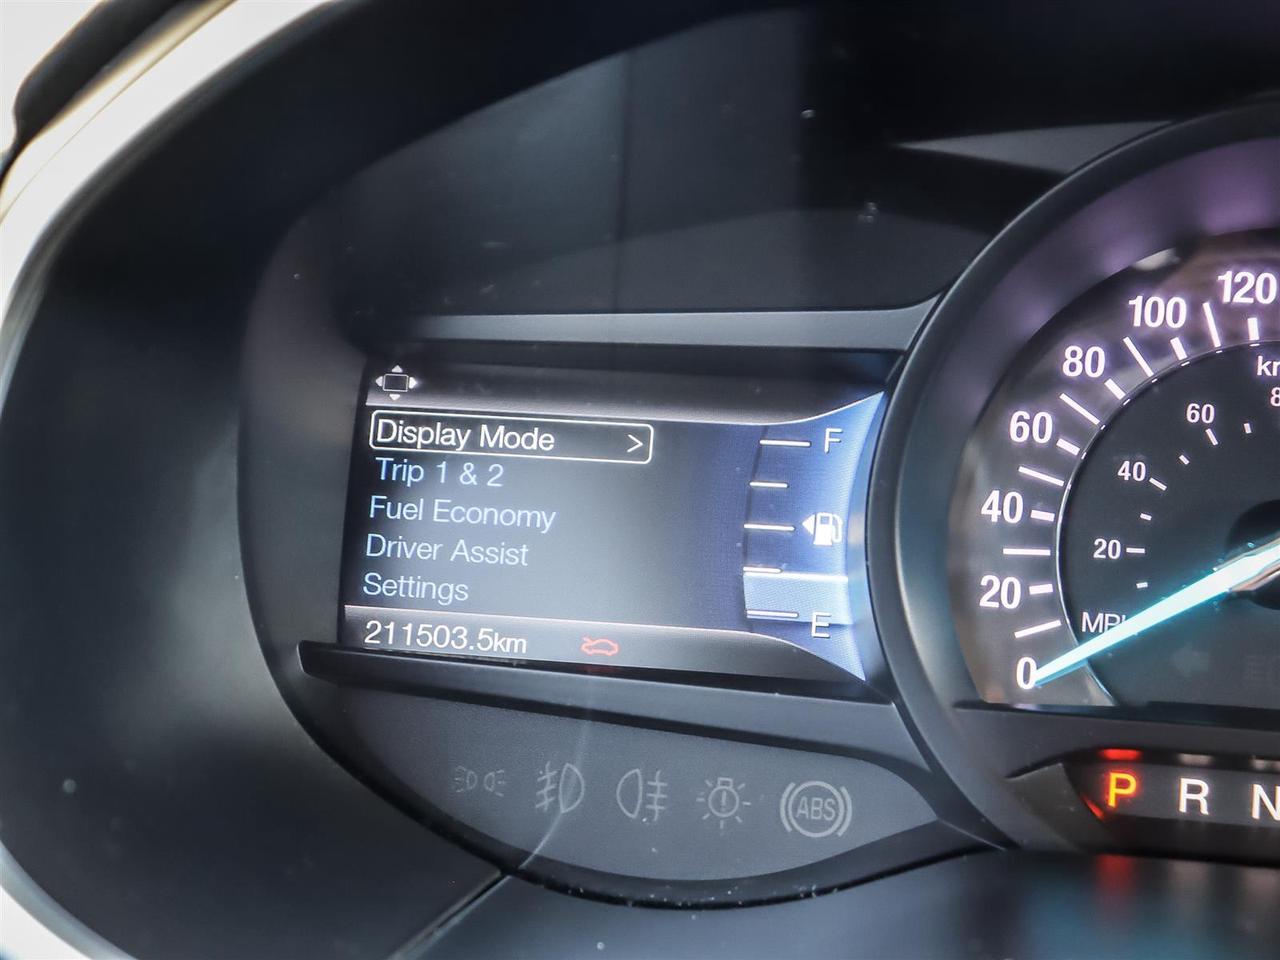 Display Mode >
Trip 1 & 2
Fuel Economy
Driver Assist
Settings
211503.5km
F
E
0
20
40
60
80
100
120
20
40
60
ABS
P R N